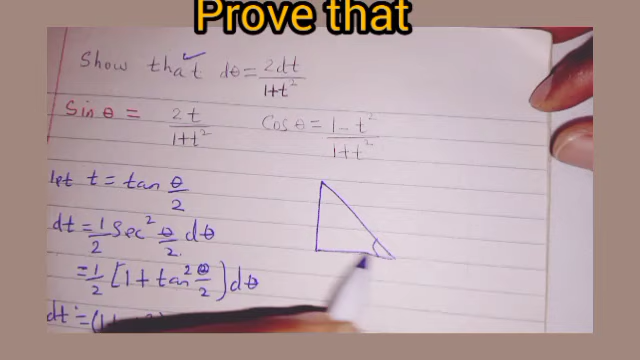 Prove that
Show that dθ = 2dt / 1+t²
Sin θ = 2t / 1+t² Cos θ = 1-t² / 1+t²
let t = tan θ/2
dt = 1/2 Sec² θ/2 . dθ
= 1/2 [1 + tan² θ/2] dθ
dt =